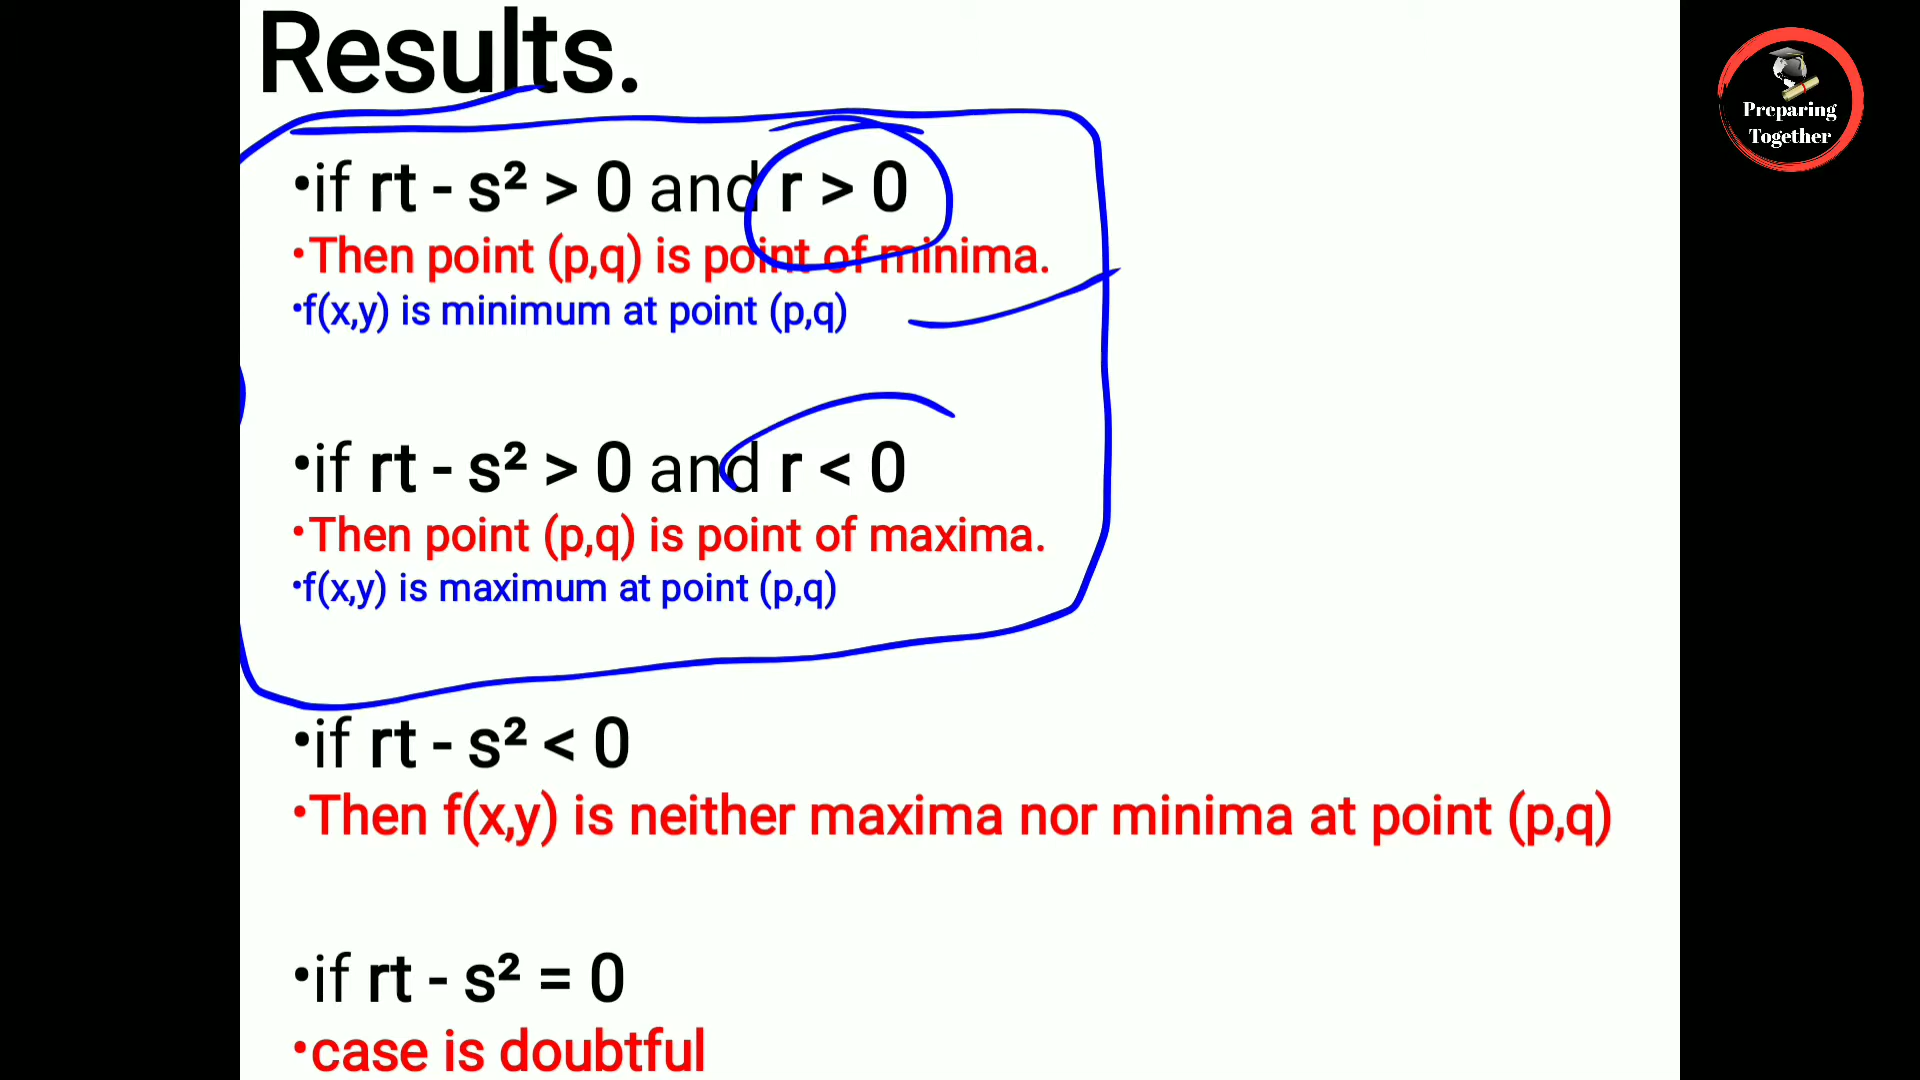 Results.
Preparing
Together
•if rt - s² > 0 and r > 0
•Then point (p,q) is point of minima.
•f(x,y) is minimum at point (p,q)
•if rt - s² > 0 and r < 0
•Then point (p,q) is point of maxima.
•f(x,y) is maximum at point (p,q)
•if rt - s² < 0
•Then f(x,y) is neither maxima nor minima at point (p,q)
•if rt - s² = 0
•case is doubtful